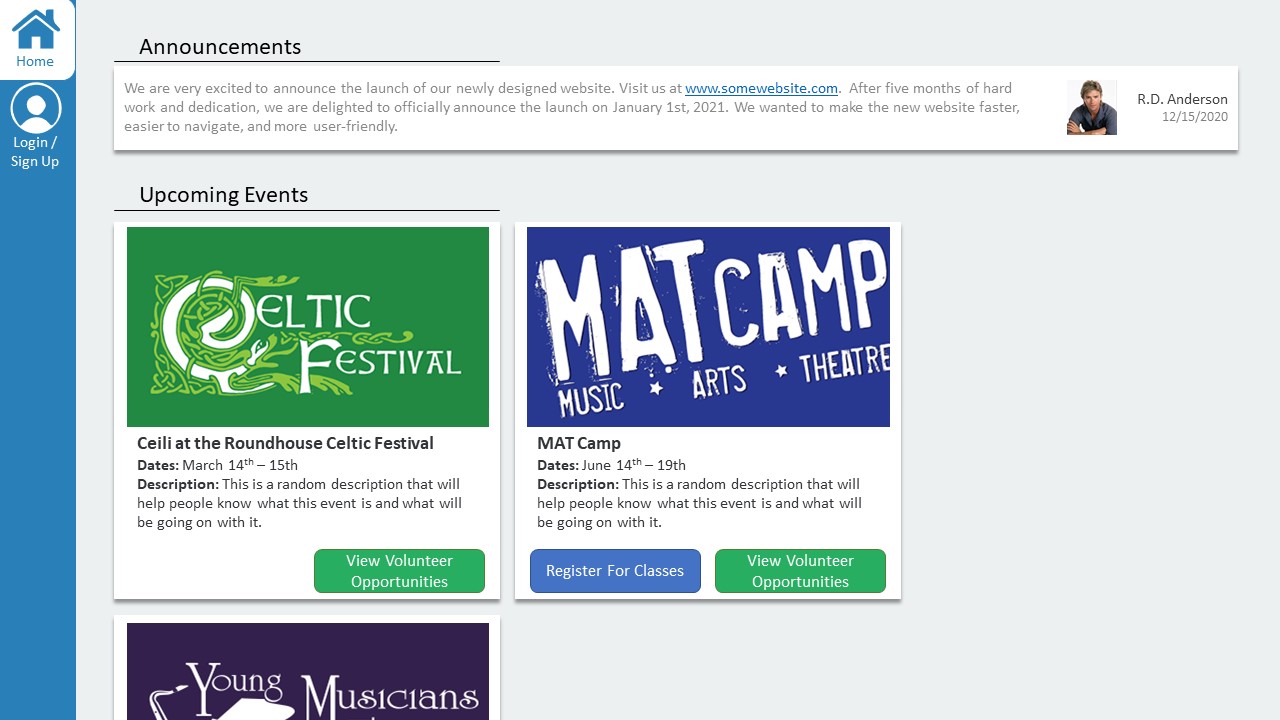 Home
Login /
Sign Up
Announcements
We are very excited to announce the launch of our newly designed website. Visit us at www.somewebsite.com.  After five months of hard
work and dedication, we are delighted to officially announce the launch on January 1st, 2021. We wanted to make the new website faster,
easier to navigate, and more user-friendly.
R.D. Anderson
12/15/2020
Upcoming Events
CELTIC
FESTIVAL
Ceili at the Roundhouse Celtic Festival
Dates: March 14th – 15th
Description: This is a random description that will
help people know what this event is and what will
be going on with it.
View Volunteer
Opportunities
MAT CAMP
MUSIC ★ ARTS ★ THEATRE
MAT Camp
Dates: June 14th – 19th
Description: This is a random description that will
help people know what this event is and what will
be going on with it.
Register For Classes
View Volunteer
Opportunities
YOUNG MUSICIANS